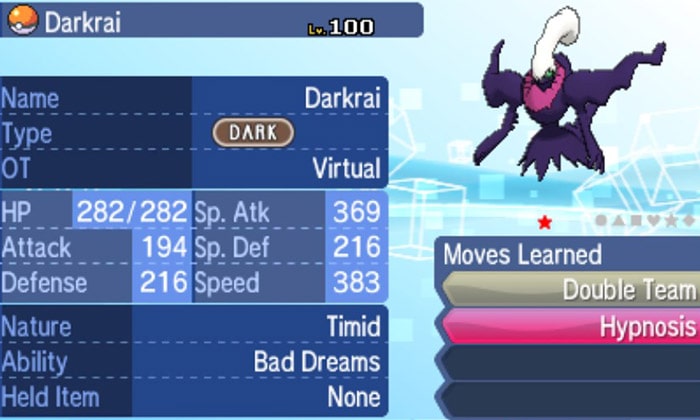 Darkrai Lv.100
Name Darkrai
Type DARK
OT Virtual
HP 282/282 Sp. Atk 369
Attack 194 Sp. Def 216
Defense 216 Speed 383
Nature Timid
Ability Bad Dreams
Held Item None
Moves Learned
Double Team
Hypnosis